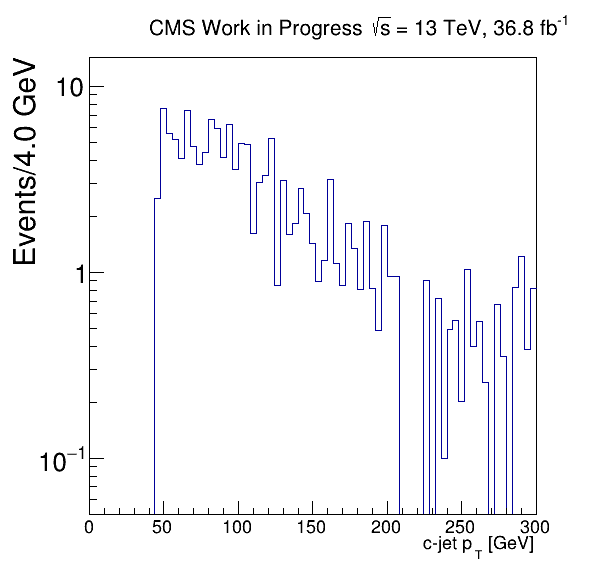 CMS Work in Progress √s = 13 TeV, 36.8 fb⁻¹
Events/4.0 GeV
10
1
10⁻¹
0 50 100 150 200 250 300
c-jet p_T [GeV]